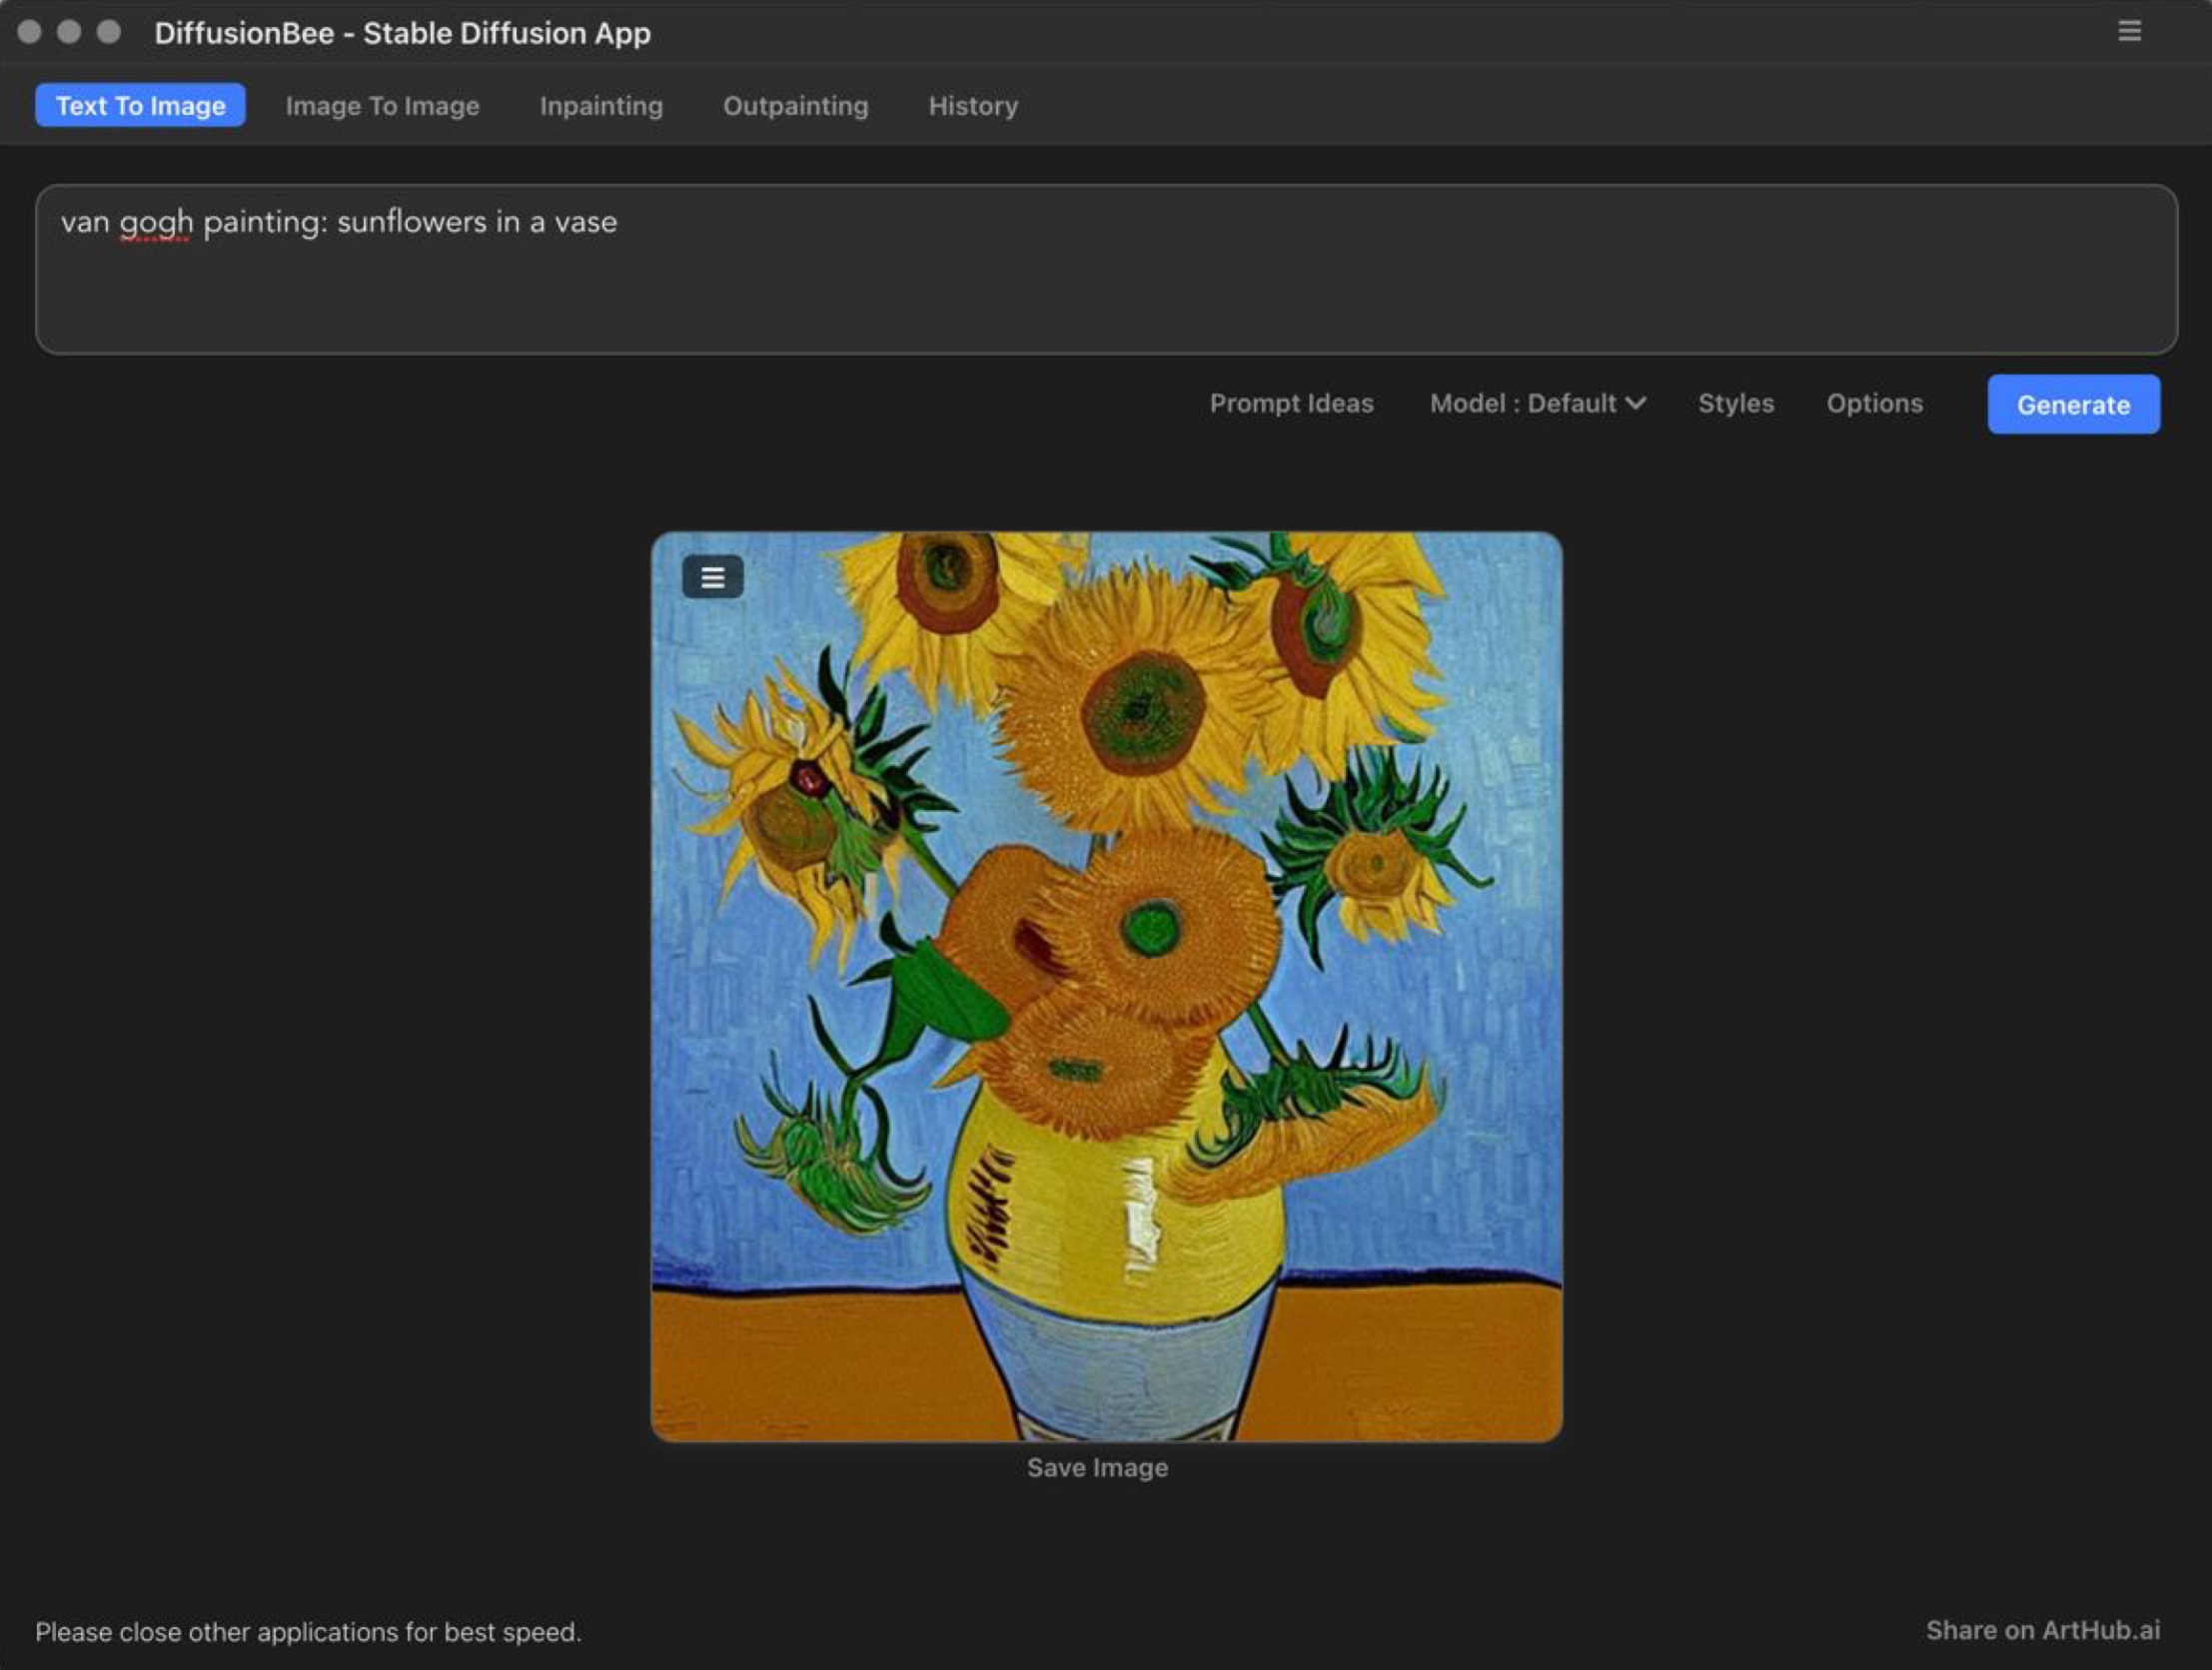 DiffusionBee - Stable Diffusion App
Text To Image Image To Image Inpainting Outpainting History
van gogh painting: sunflowers in a vase
Prompt Ideas Model : Default Styles Options Generate
Save Image
Please close other applications for best speed. Share on ArtHub.ai